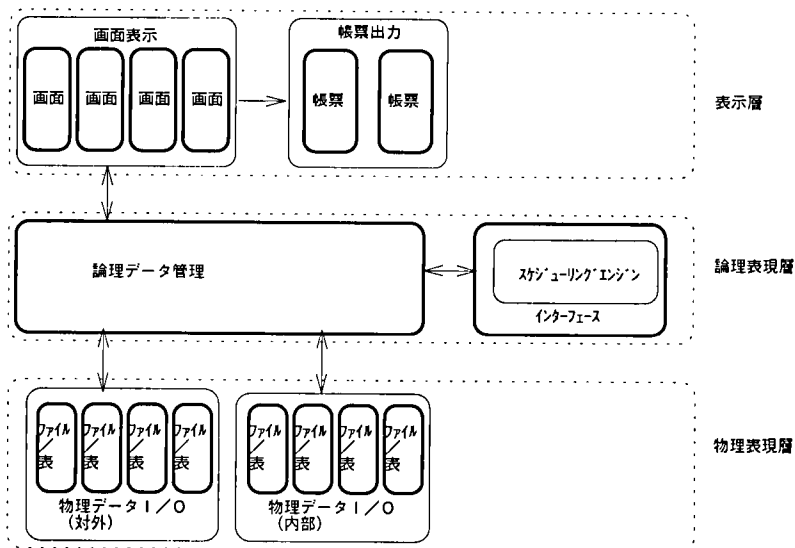 画面表示
画面
画面
画面
画面
帳票出力
帳票
帳票
表示層
論理データ管理
スケジューリングエンジン
インターフェース
論理表現層
ファイル
／
表
ファイル
／
表
ファイル
／
表
ファイル
／
表
物理データＩ／Ｏ
(対外)
ファイル
／
表
ファイル
／
表
ファイル
／
表
ファイル
／
表
物理データＩ／Ｏ
(内部)
物理表現層